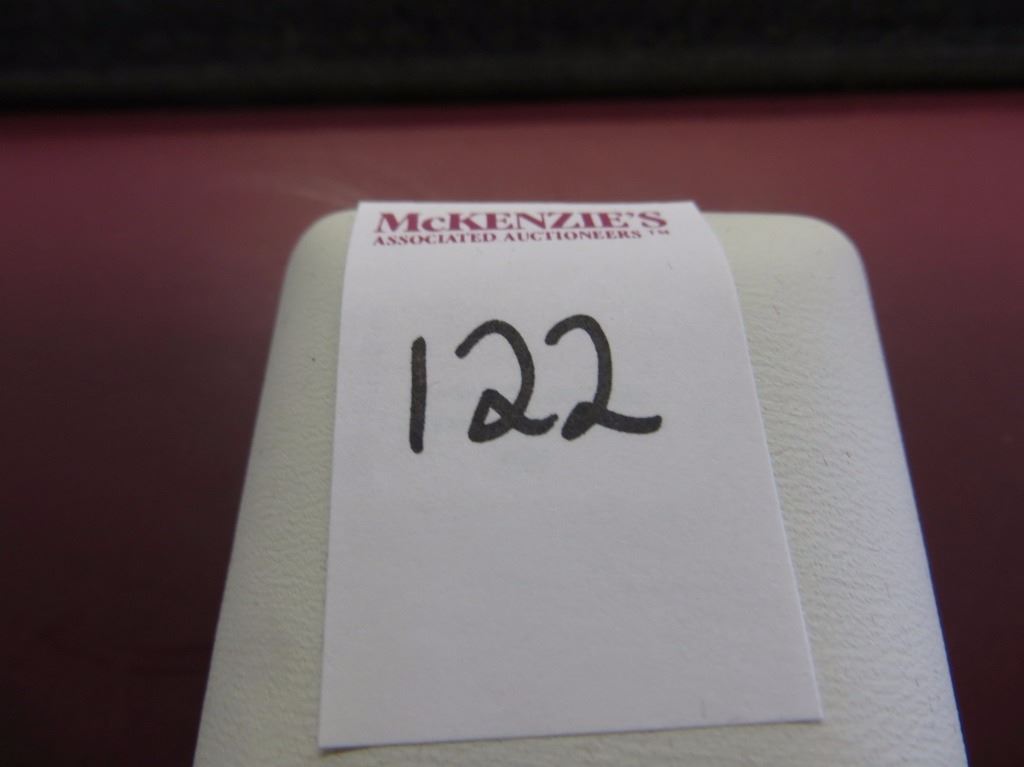 McKENZIE'S
ASSOCIATED AUCTIONEERS ™
122